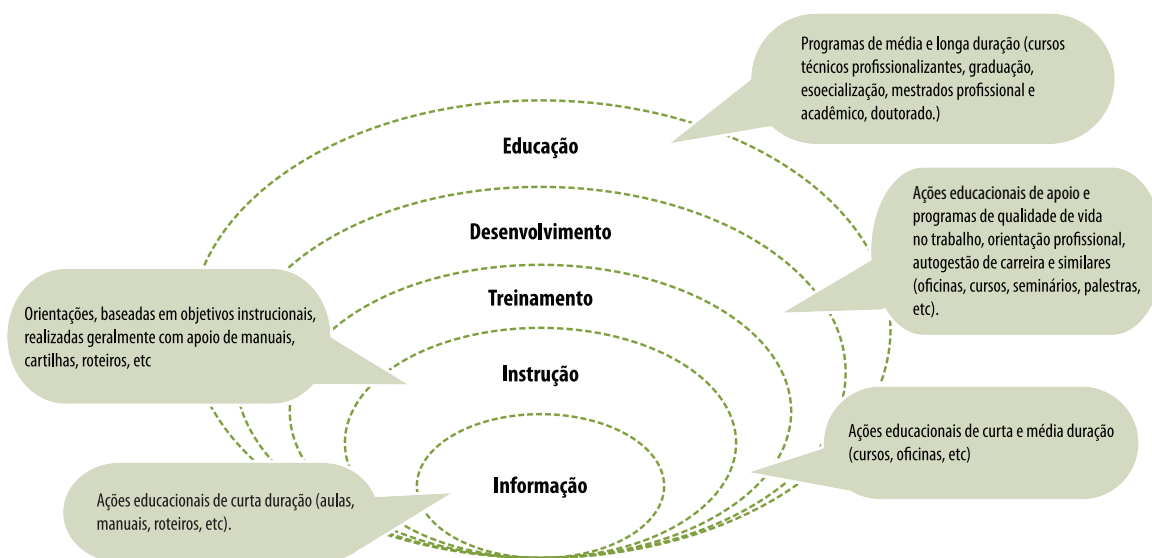 Programas de média e longa duração (cursos
técnicos profissionalizantes, graduação,
esoecialização, mestrados profissional e
acadêmico, doutorado.)
Educação
Ações educacionais de apoio e
programas de qualidade de vida
no trabalho, orientação profissional,
autogestão de carreira e similares
(oficinas, cursos, seminários, palestras,
etc).
Desenvolvimento
Treinamento
Orientações, baseadas em objetivos instrucionais,
realizadas geralmente com apoio de manuais,
cartilhas, roteiros, etc
Instrução
Ações educacionais de curta e média duração
(cursos, oficinas, etc)
Informação
Ações educacionais de curta duração (aulas,
manuais, roteiros, etc).